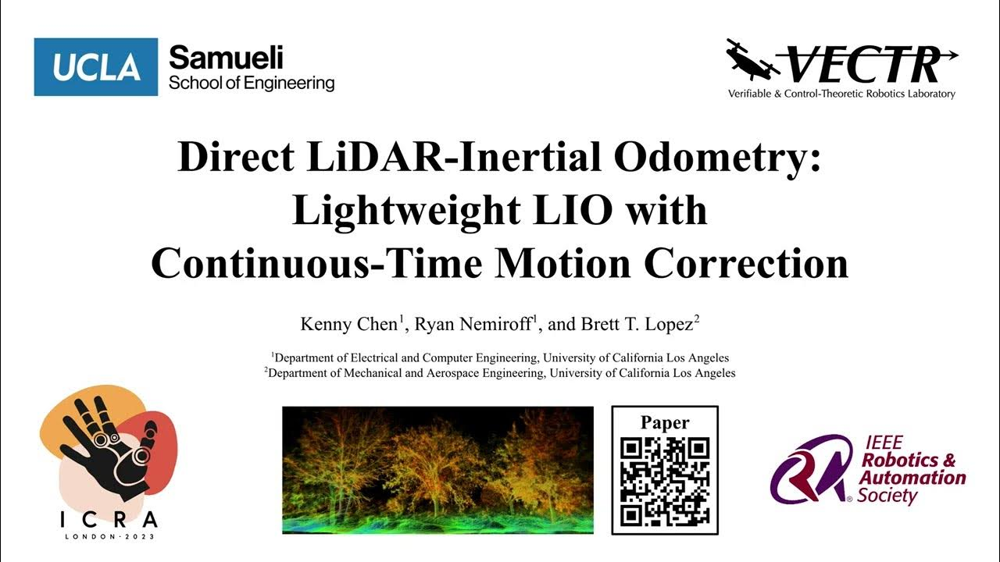 UCLA
Samueli
School of Engineering
VECTR
Verifiable & Control-Theoretic Robotics Laboratory
Direct LiDAR-Inertial Odometry:
Lightweight LIO with
Continuous-Time Motion Correction
Kenny Chen¹, Ryan Nemiroff¹, and Brett T. Lopez²
¹Department of Electrical and Computer Engineering, University of California Los Angeles
²Department of Mechanical and Aerospace Engineering, University of California Los Angeles
ICRA
LONDON·2023
Paper
RA®
IEEE
Robotics &
Automation
Society